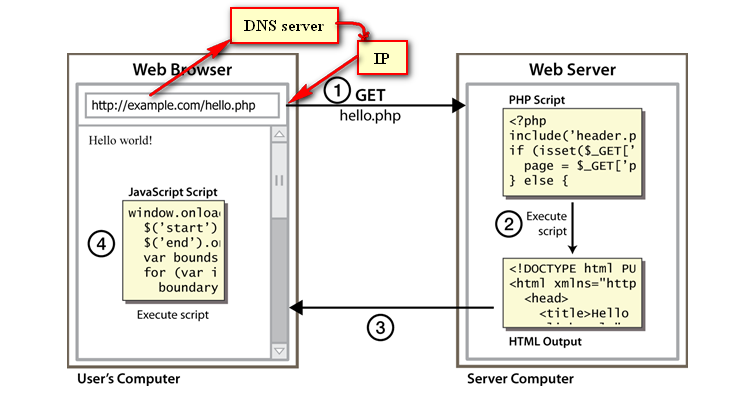 DNS server
IP
Web Browser
http://example.com/hello.php
Hello world!
JavaScript Script
window.onload
$('start')
$('end').on
var bounds
for (var i
boundary
4
Execute script
User's Computer
1 GET
hello.php
3
Web Server
PHP Script
<?php
include('header.p
if (isset($_GET['
page = $_GET['p
} else {
2 Execute
script
<!DOCTYPE html PU
<html xmlns="http
<head>
<title>Hello
HTML Output
Server Computer